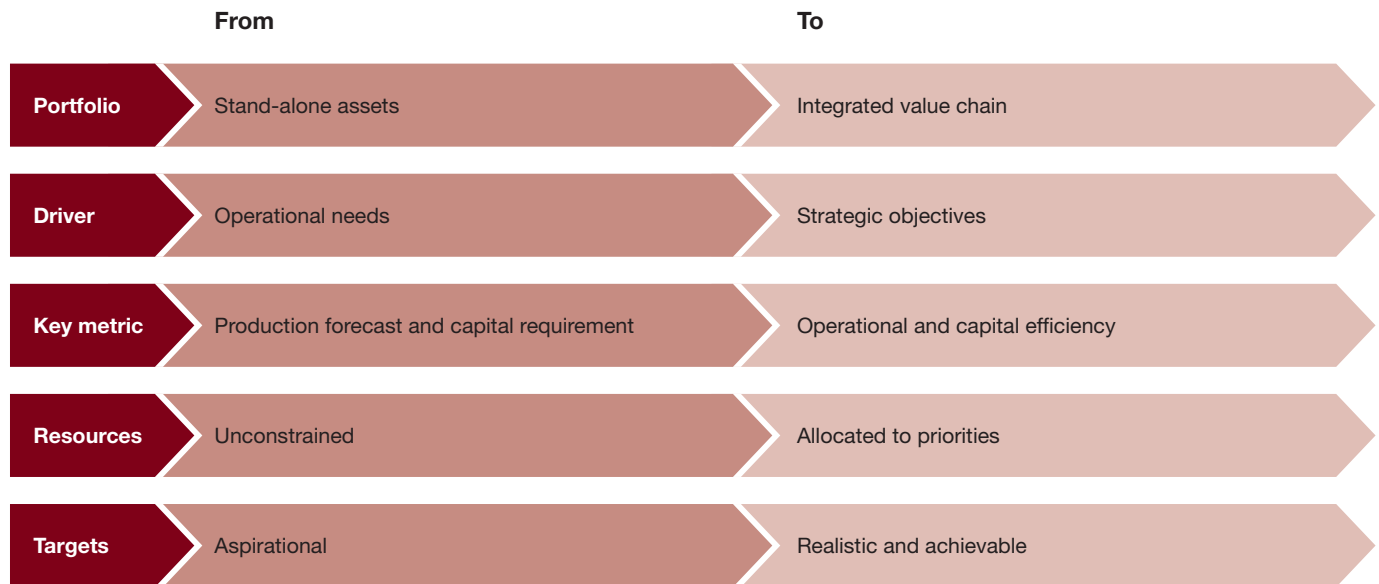 From To
Portfolio Stand-alone assets Integrated value chain
Driver Operational needs Strategic objectives
Key metric Production forecast and capital requirement Operational and capital efficiency
Resources Unconstrained Allocated to priorities
Targets Aspirational Realistic and achievable